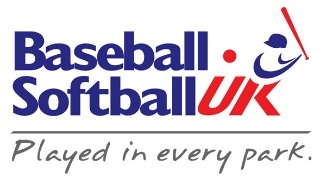 Baseball
SoftballUK
Played in every park.